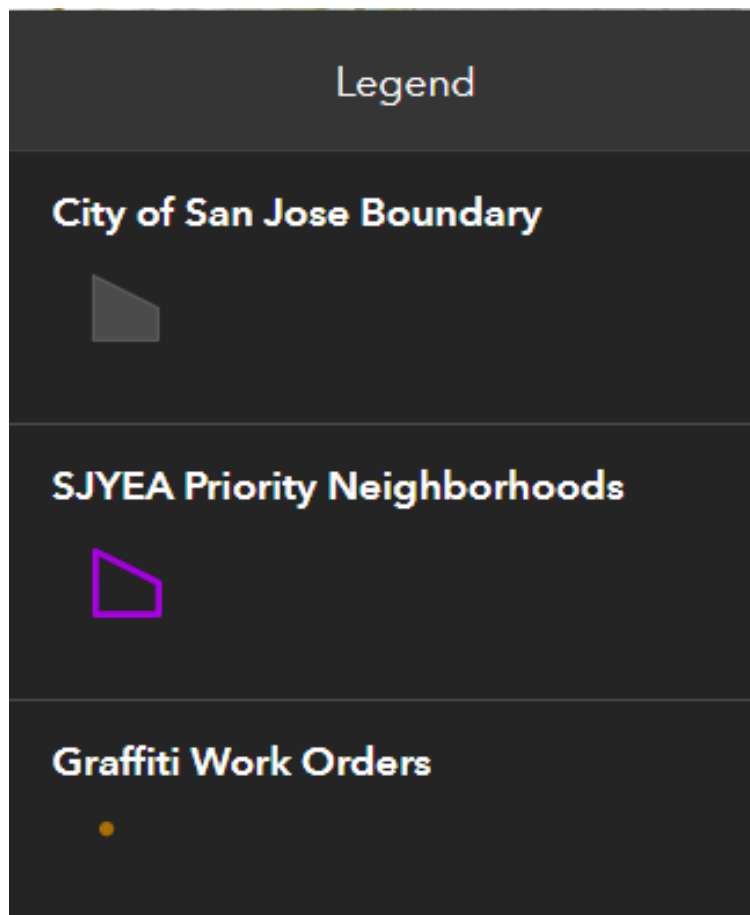 Legend
City of San Jose Boundary
SJYEA Priority Neighborhoods
Graffiti Work Orders